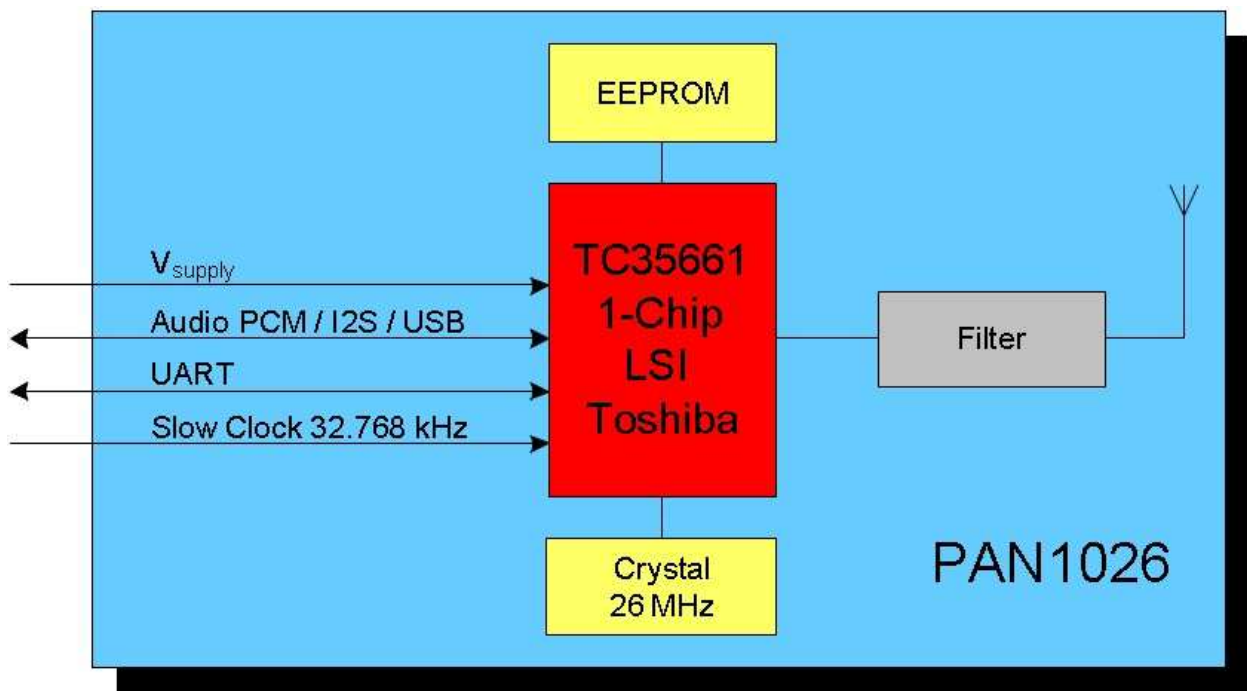 EEPROM
TC35661
1-Chip
LSI
Toshiba
Vsupply
Audio PCM / I2S / USB
UART
Slow Clock 32.768 kHz
Filter
Crystal
26 MHz
PAN1026